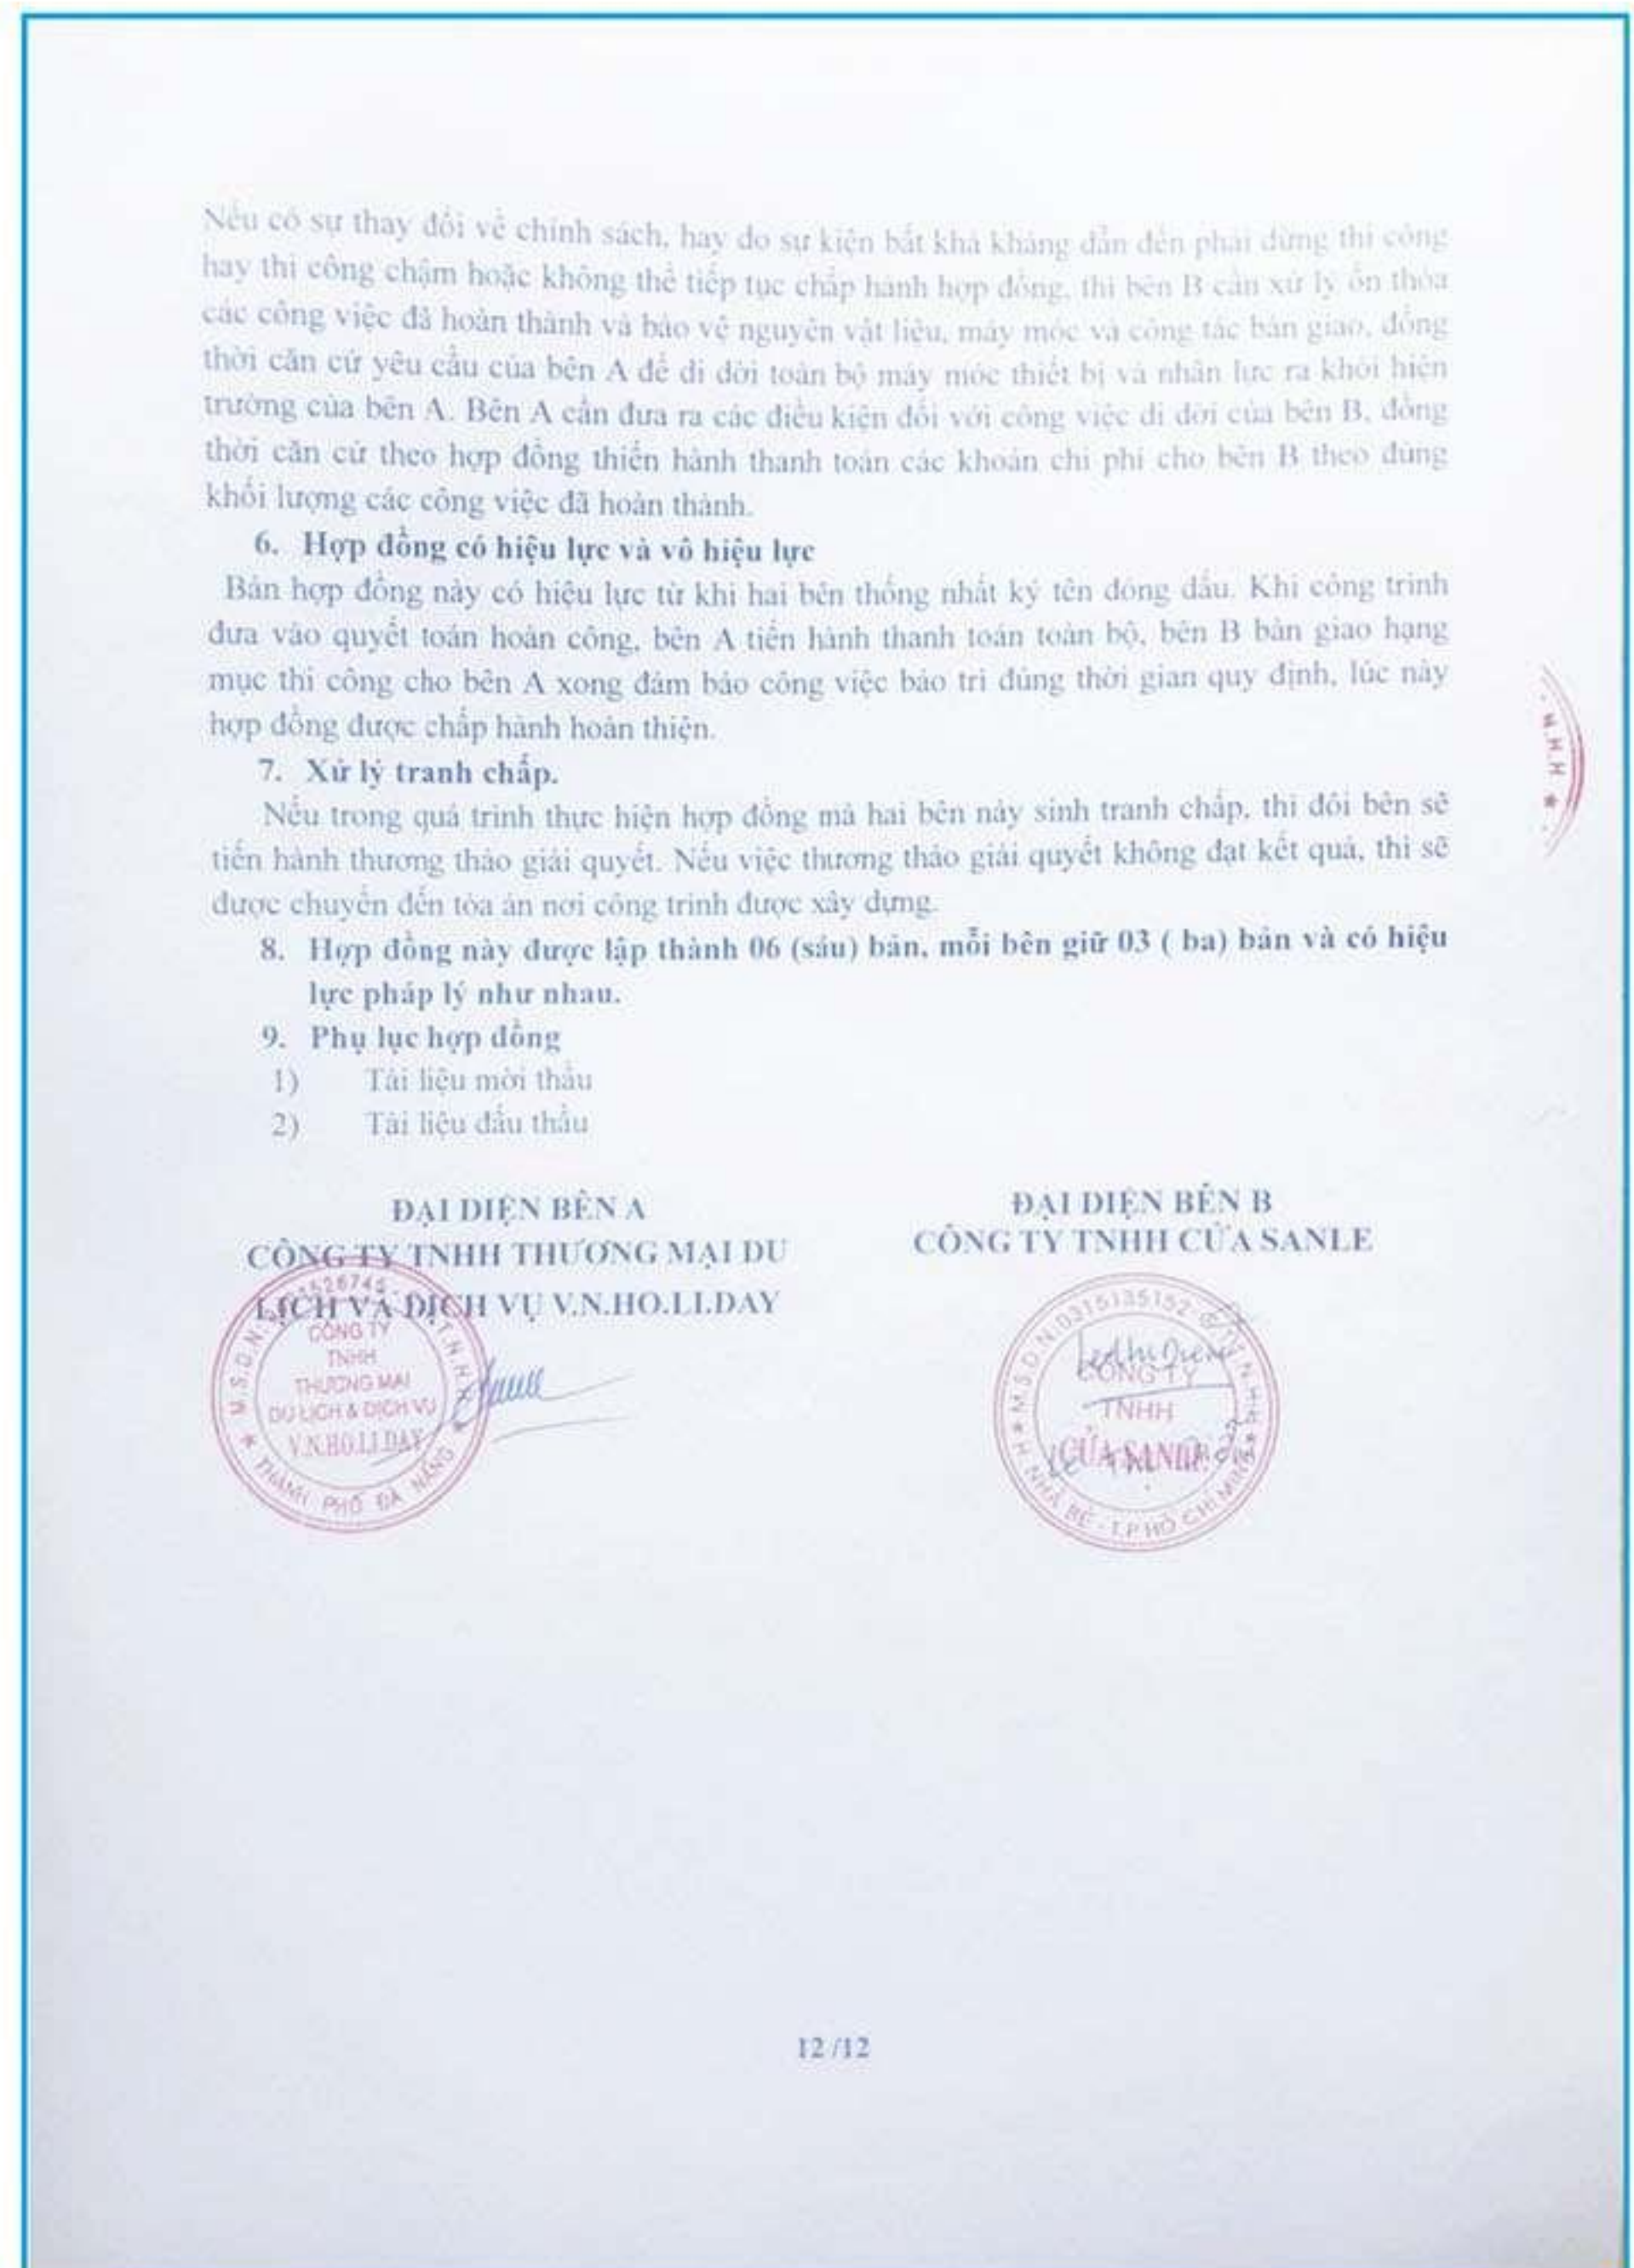 Nếu có sự thay đổi về chính sách, hay do sự kiện bất khả kháng dẫn đến phải dừng thi công
hay thi công chậm hoặc không thể tiếp tục chấp hành hợp đồng, thì bên B cần xử lý ổn thỏa
các công việc đã hoàn thành và bảo vệ nguyên vật liệu, máy móc và công tác bàn giao, đồng
thời căn cứ yêu cầu của bên A để di dời toàn bộ máy móc thiết bị và nhân lực ra khỏi hiện
trường của bên A. Bên A cần đưa ra các điều kiện đối với công việc di dời của bên B, đồng
thời căn cứ theo hợp đồng thiến hành thanh toán các khoản chi phí cho bên B theo đúng
khối lượng các công việc đã hoàn thành.
6. Hợp đồng có hiệu lực và vô hiệu lực
Bản hợp đồng này có hiệu lực từ khi hai bên thống nhất ký tên đóng dấu. Khi công trình
đưa vào quyết toán hoàn công, bên A tiến hành thanh toán toàn bộ, bên B bàn giao hạng
mục thi công cho bên A xong đảm bảo công việc bảo trì đúng thời gian quy định, lúc này
hợp đồng được chấp hành hoàn thiện.
7. Xử lý tranh chấp.
Nếu trong quá trình thực hiện hợp đồng mà hai bên nảy sinh tranh chấp, thì đôi bên sẽ
tiến hành thương thảo giải quyết. Nếu việc thương thảo giải quyết không đạt kết quả, thì sẽ
được chuyển đến tòa án nơi công trình được xây dựng.
8. Hợp đồng này được lập thành 06 (sáu) bản, mỗi bên giữ 03 ( ba) bản và có hiệu
lực pháp lý như nhau.
9. Phụ lục hợp đồng
1) Tài liệu mời thầu
2) Tài liệu đấu thầu
ĐẠI DIỆN BÊN A
CÔNG TY TNHH THƯƠNG MẠI DU
LỊCH VÀ DỊCH VỤ V.N.HO.LI.DAY
CÔNG TY
TNHH
THƯƠNG MẠI
DU LỊCH & DỊCH VỤ
V.N.HO.LI.DAY
THÀNH PHỐ ĐÀ NẴNG
ĐẠI DIỆN BÊN B
CÔNG TY TNHH CỬA SANLE
M.S.D.N:0315135152
CÔNG TY
TNHH
CỬA SANLE
H NHÀ BÈ - T.P HỒ CHÍ MINH
12 /12